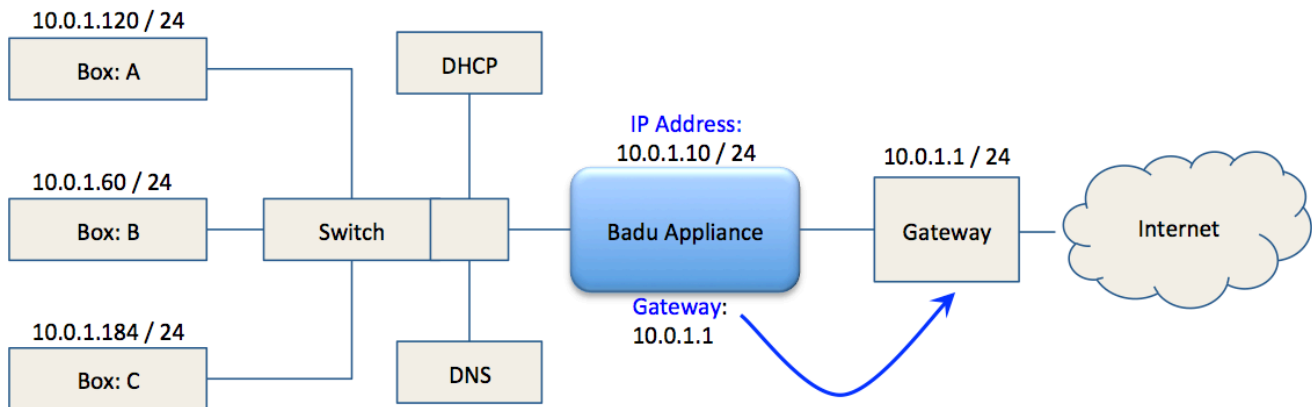 10.0.1.120 / 24
Box: A
DHCP
IP Address:
10.0.1.10 / 24
10.0.1.1 / 24
10.0.1.60 / 24
Box: B
Switch
Badu Appliance
Gateway
Internet
Gateway:
10.0.1.1
10.0.1.184 / 24
Box: C
DNS